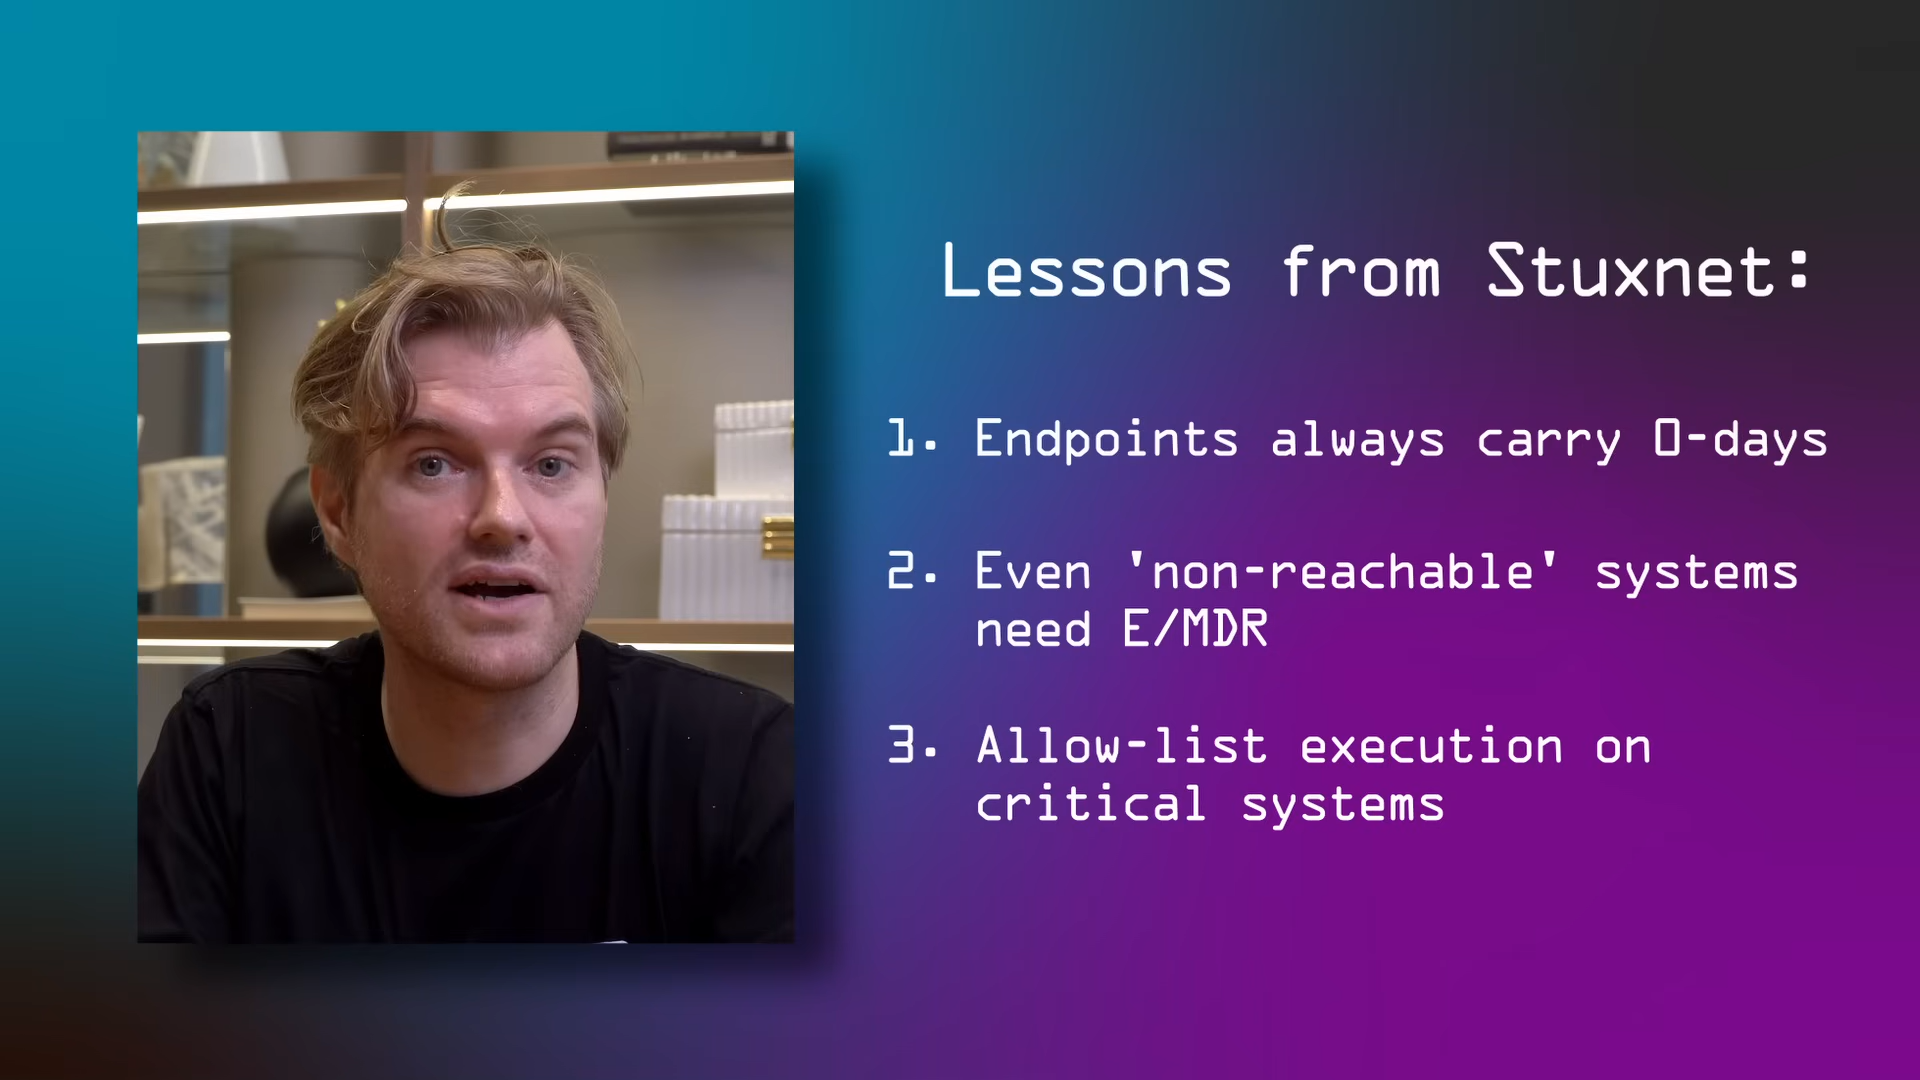 Lessons from Stuxnet:
1. Endpoints always carry 0-days
2. Even 'non-reachable' systems
need E/MDR
3. Allow-list execution on
critical systems